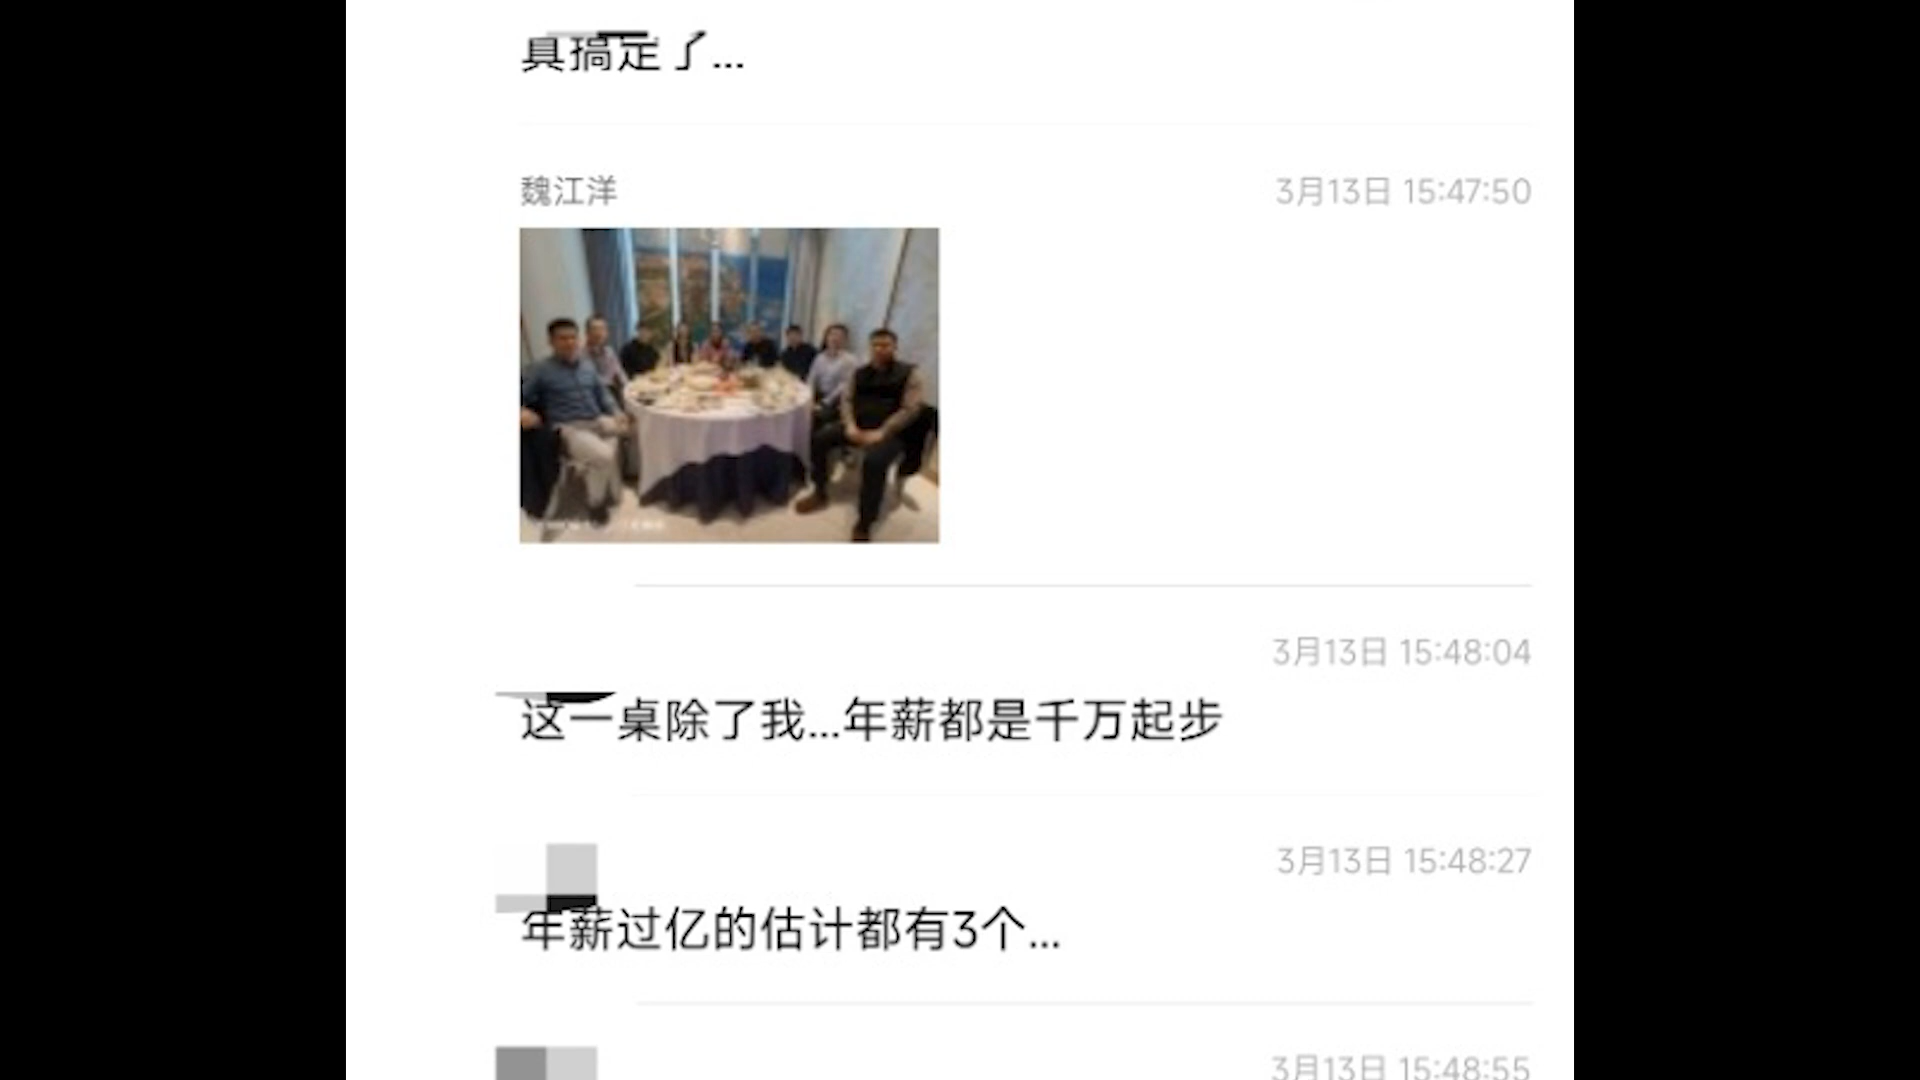 真搞定了...
魏江洋
3月13日 15:47:50
3月13日 15:48:04
这一桌除了我...年薪都是千万起步
3月13日 15:48:27
年薪过亿的估计都有3个...
3月13日 15:48:55